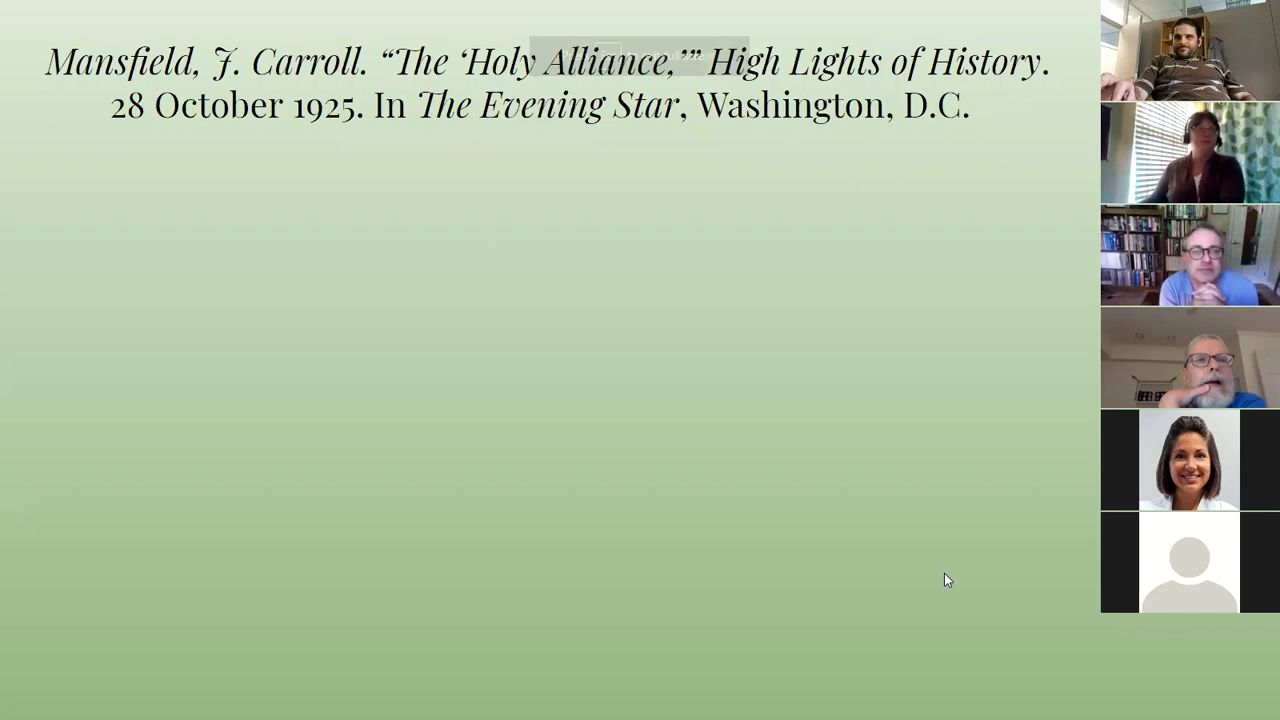 Mansfield, J. Carroll. “The ‘Holy Alliance,’” High Lights of History.
28 October 1925. In The Evening Star, Washington, D.C.